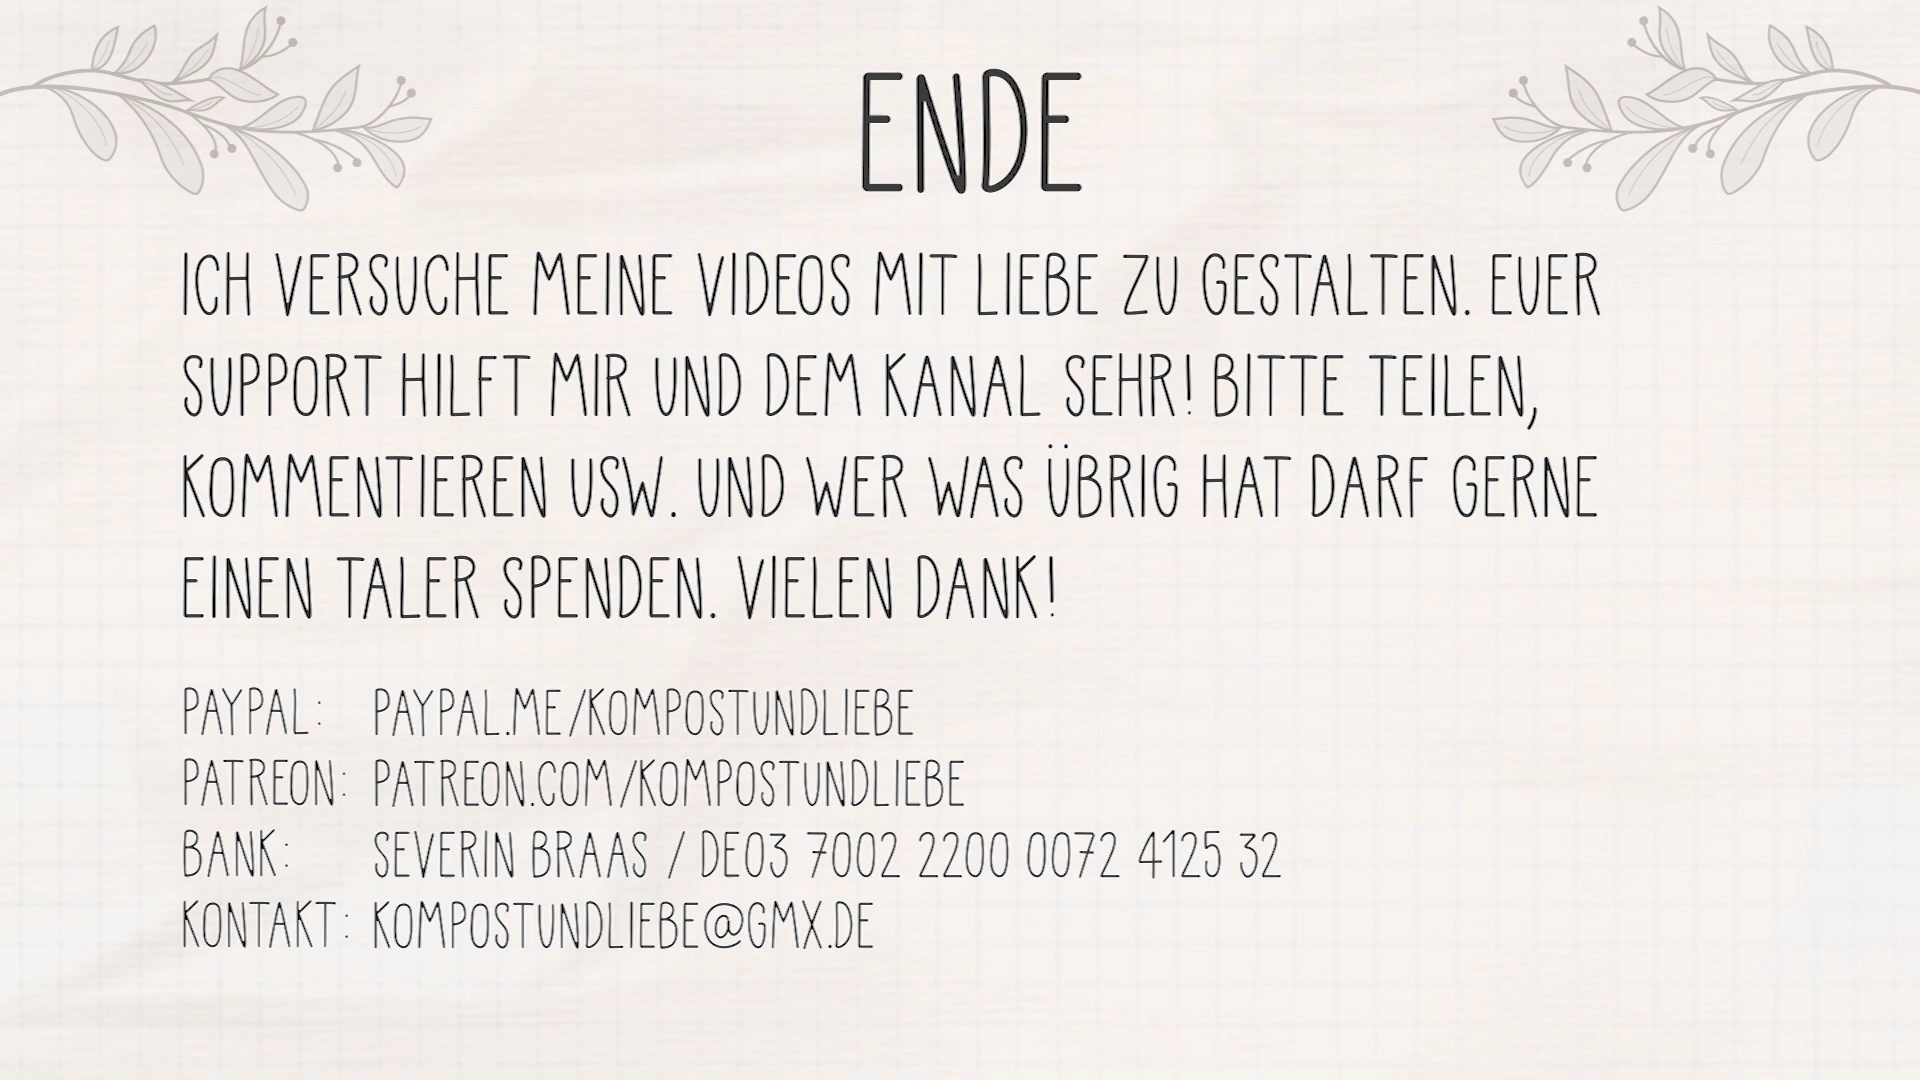 ENDE
ICH VERSUCHE MEINE VIDEOS MIT LIEBE ZU GESTALTEN. EUER
SUPPORT HILFT MIR UND DEM KANAL SEHR! BITTE TEILEN,
KOMMENTIEREN USW. UND WER WAS ÜBRIG HAT DARF GERNE
EINEN TALER SPENDEN. VIELEN DANK!
PAYPAL: PAYPAL.ME/KOMPOSTUNDLIEBE
PATREON: PATREON.COM/KOMPOSTUNDLIEBE
BANK: SEVERIN BRAAS / DE03 7002 2200 0072 4125 32
KONTAKT: KOMPOSTUNDLIEBE@GMX.DE